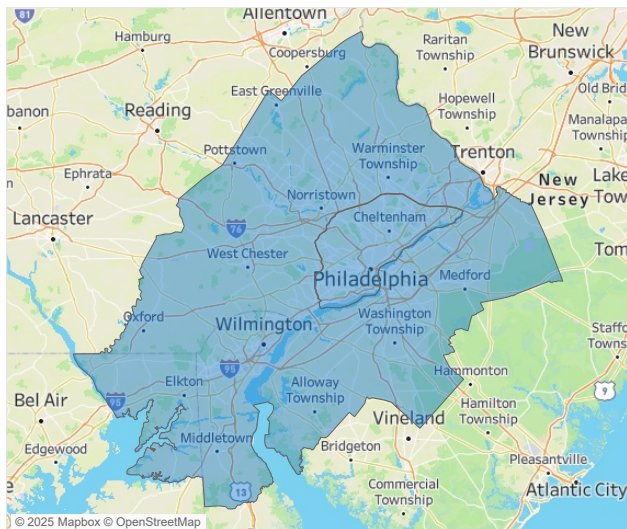 81
Allentown
New
Brunswick
Hamburg
Coopersburg
Raritan
Township
East Greenville
Old Brid
Reading
Hopewell
Township
Manalapa
Township
banon
Pottstown
Warminster
Township
Trenton
Ephrata
New
Jersey
Lake
Tow
Norristown
Lancaster
Cheltenham
76
Tom
West Chester
Philadelphia
Medford
Oxford
Wilmington
Washington
Township
Staffo
Townsh
95
Hammonton
Elkton
Alloway
Township
9
Bel Air
95
Hamilton
Township
Vineland
Edgewood
Middletown
Bridgeton
Pleasantville
e
13
Commercial
Township
Atlantic City
© 2025 Mapbox © OpenStreetMap